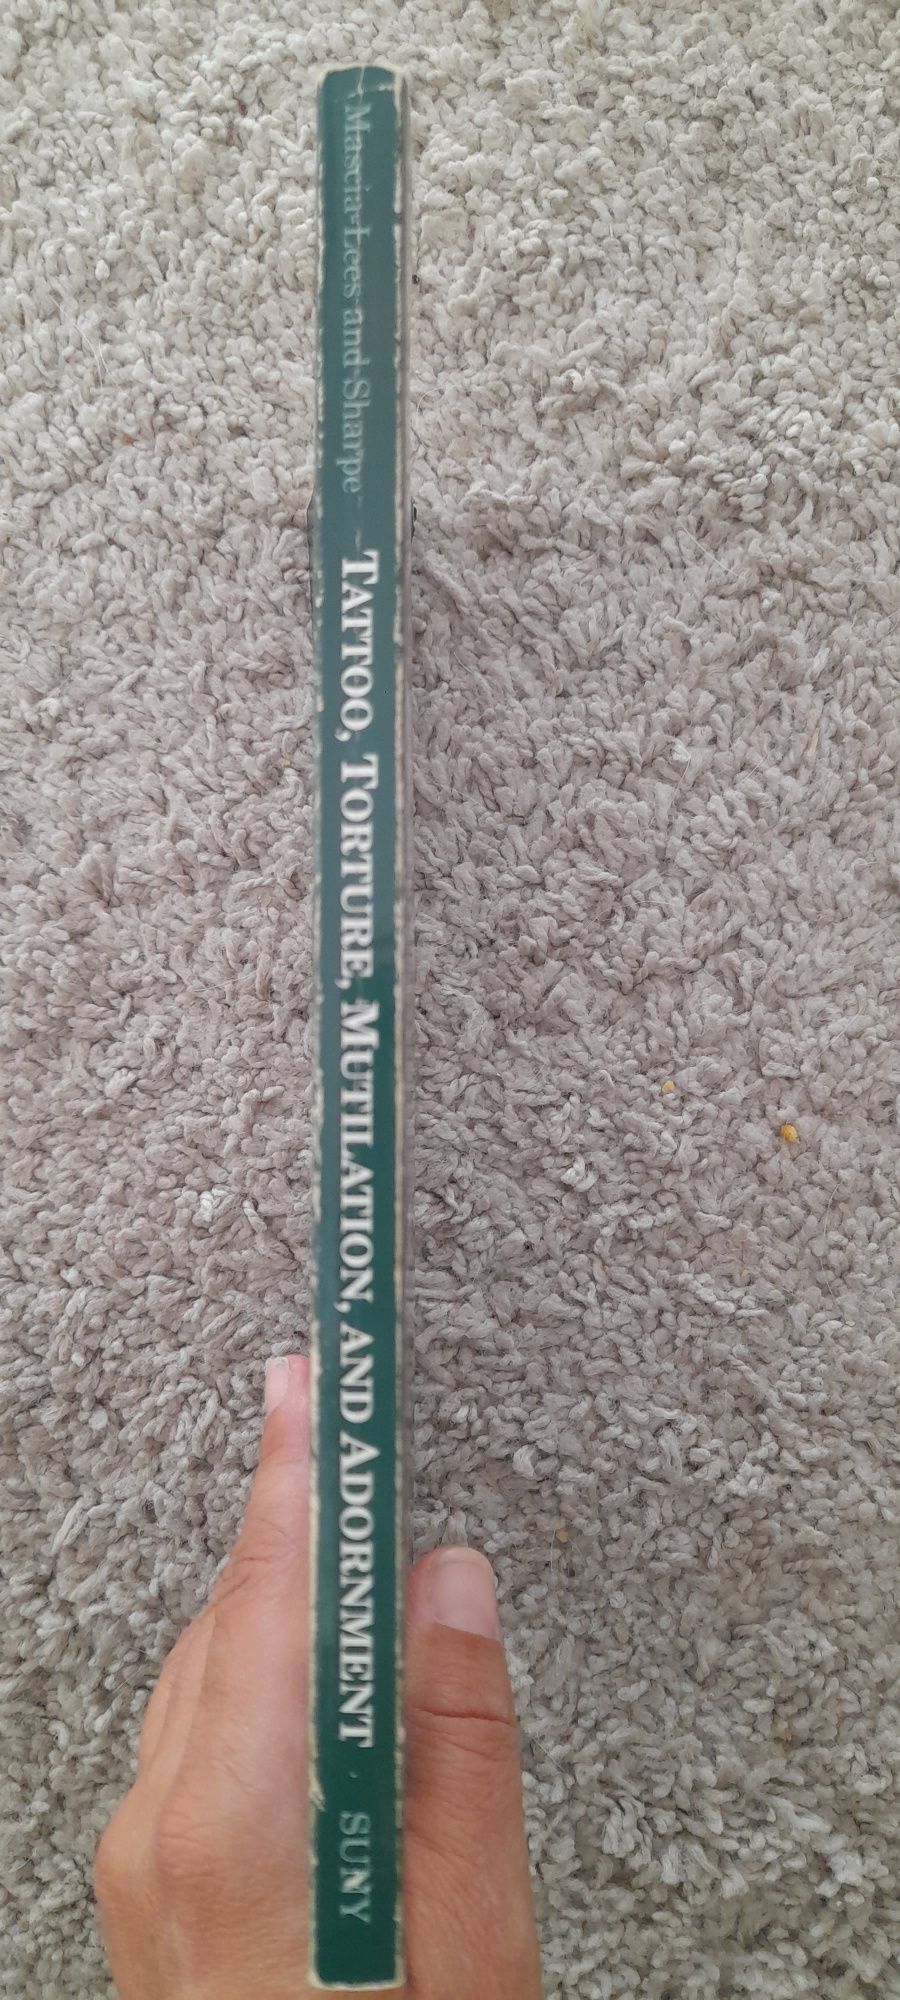 Mascia-Lees and Sharpe
TATTOO, TORTURE, MUTILATION, AND ADORNMENT
SUNY